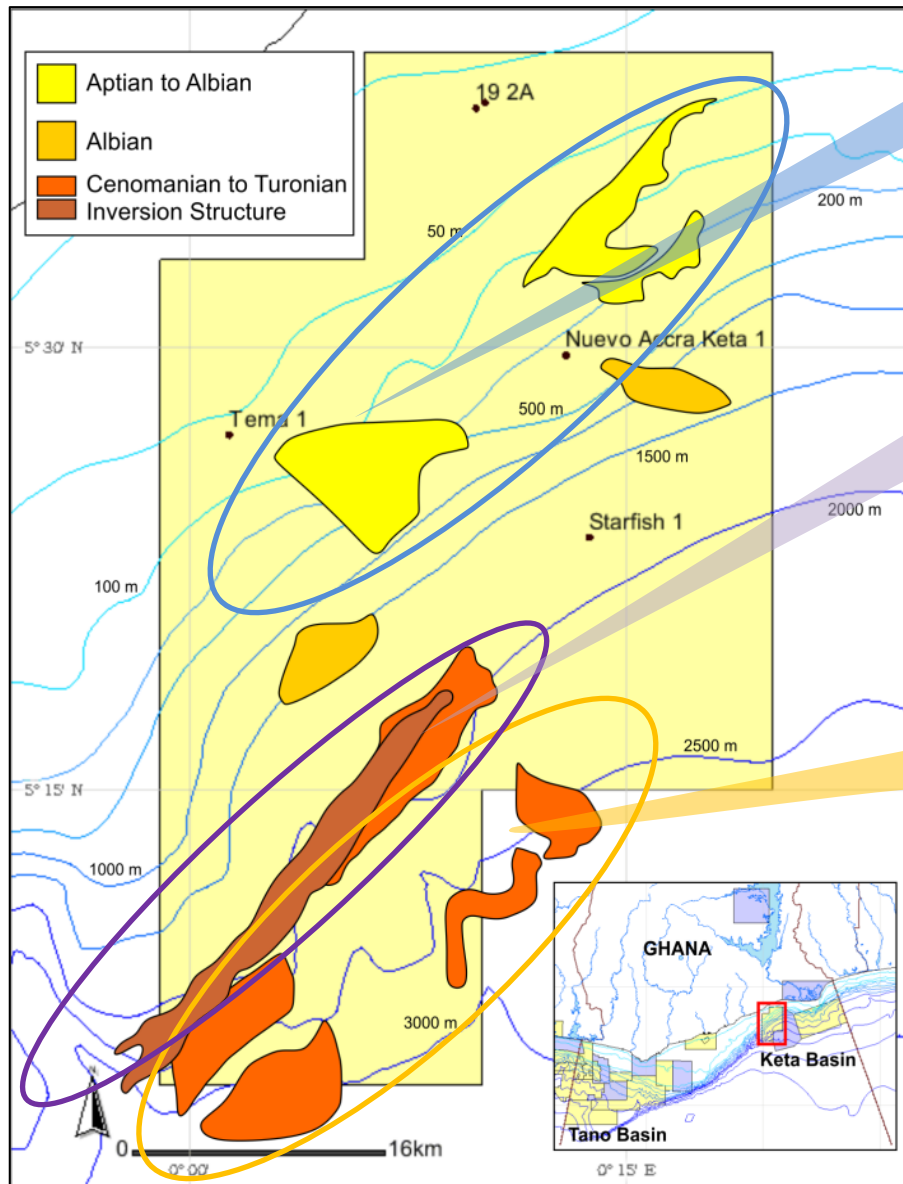 Aptian to Albian
Albian
Cenomanian to Turonian
Inversion Structure
19 2A
50 m
200 m
5° 30' N
Nuevo Accra Keta 1
Tema 1
500 m
1500 m
2000 m
Starfish 1
100 m
2500 m
5° 15' N
1000 m
GHANA
3000 m
Keta Basin
Tano Basin
N
0
16km
0° 00'
0° 15' E